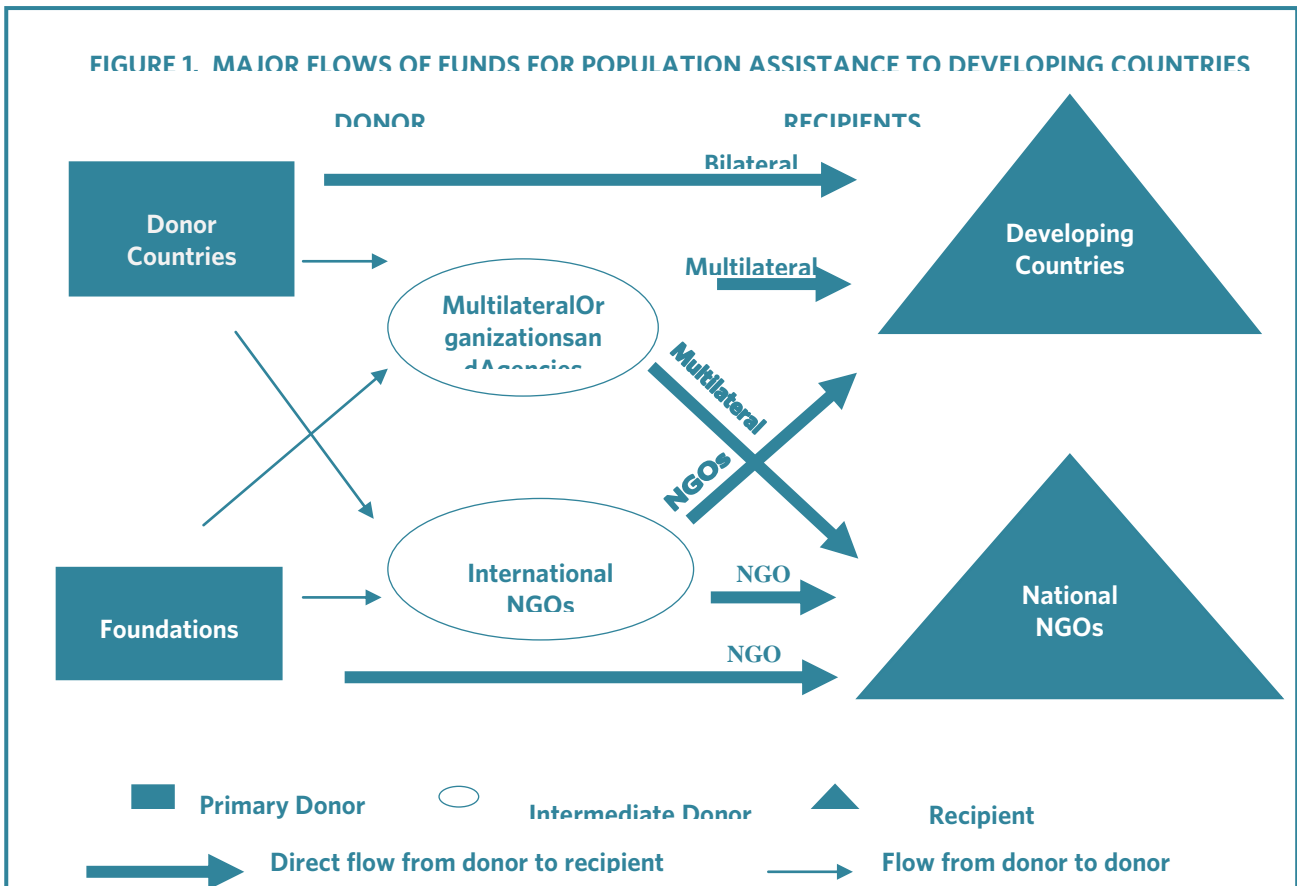 FIGURE 1. MAJOR FLOWS OF FUNDS FOR POPULATION ASSISTANCE TO DEVELOPING COUNTRIES
DONOR
RECIPIENTS
Bilateral
Donor
Countries
Developing
Countries
Multilateral
MultilateralOr
ganizationsan
dAgencies
Multilateral
NGOs
International
NGOs
NGO
National
NGOs
Foundations
NGO
Primary Donor
Intermediate Donor
Recipient
Direct flow from donor to recipient
Flow from donor to donor